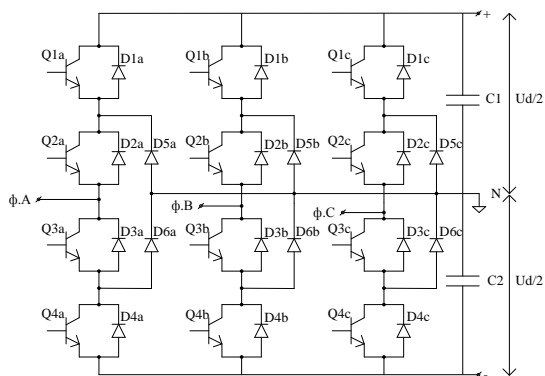 +
Q1a D1a Q1b D1b Q1c D1c
C1 Ud/2
Q2a D2a D5a Q2b D2b D5b Q2c D2c D5c
N
ф.A ф.B ф.C
Q3a D3a D6a Q3b D3b D6b Q3c D3c D6c
C2 Ud/2
Q4a D4a Q4b D4b Q4c D4c
-